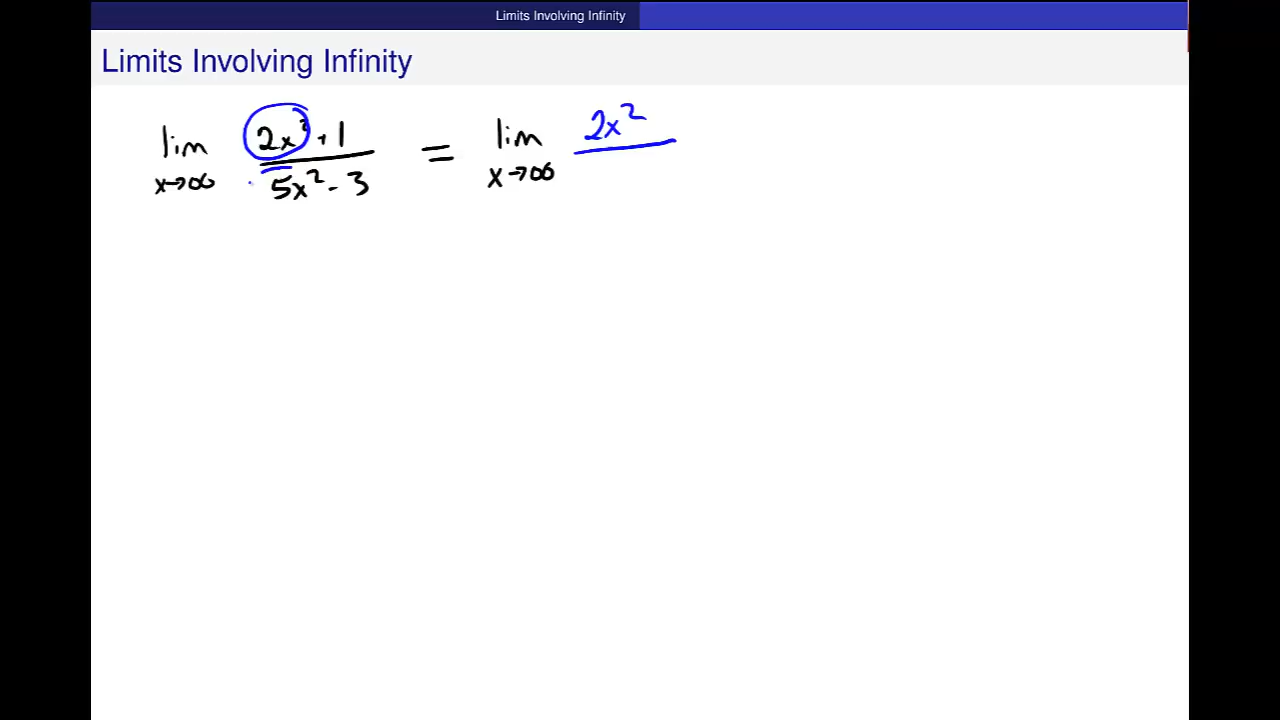 Limits Involving Infinity
Limits Involving Infinity
lim x→∞ (2x² + 1)/(5x² - 3) = lim x→∞ 2x²